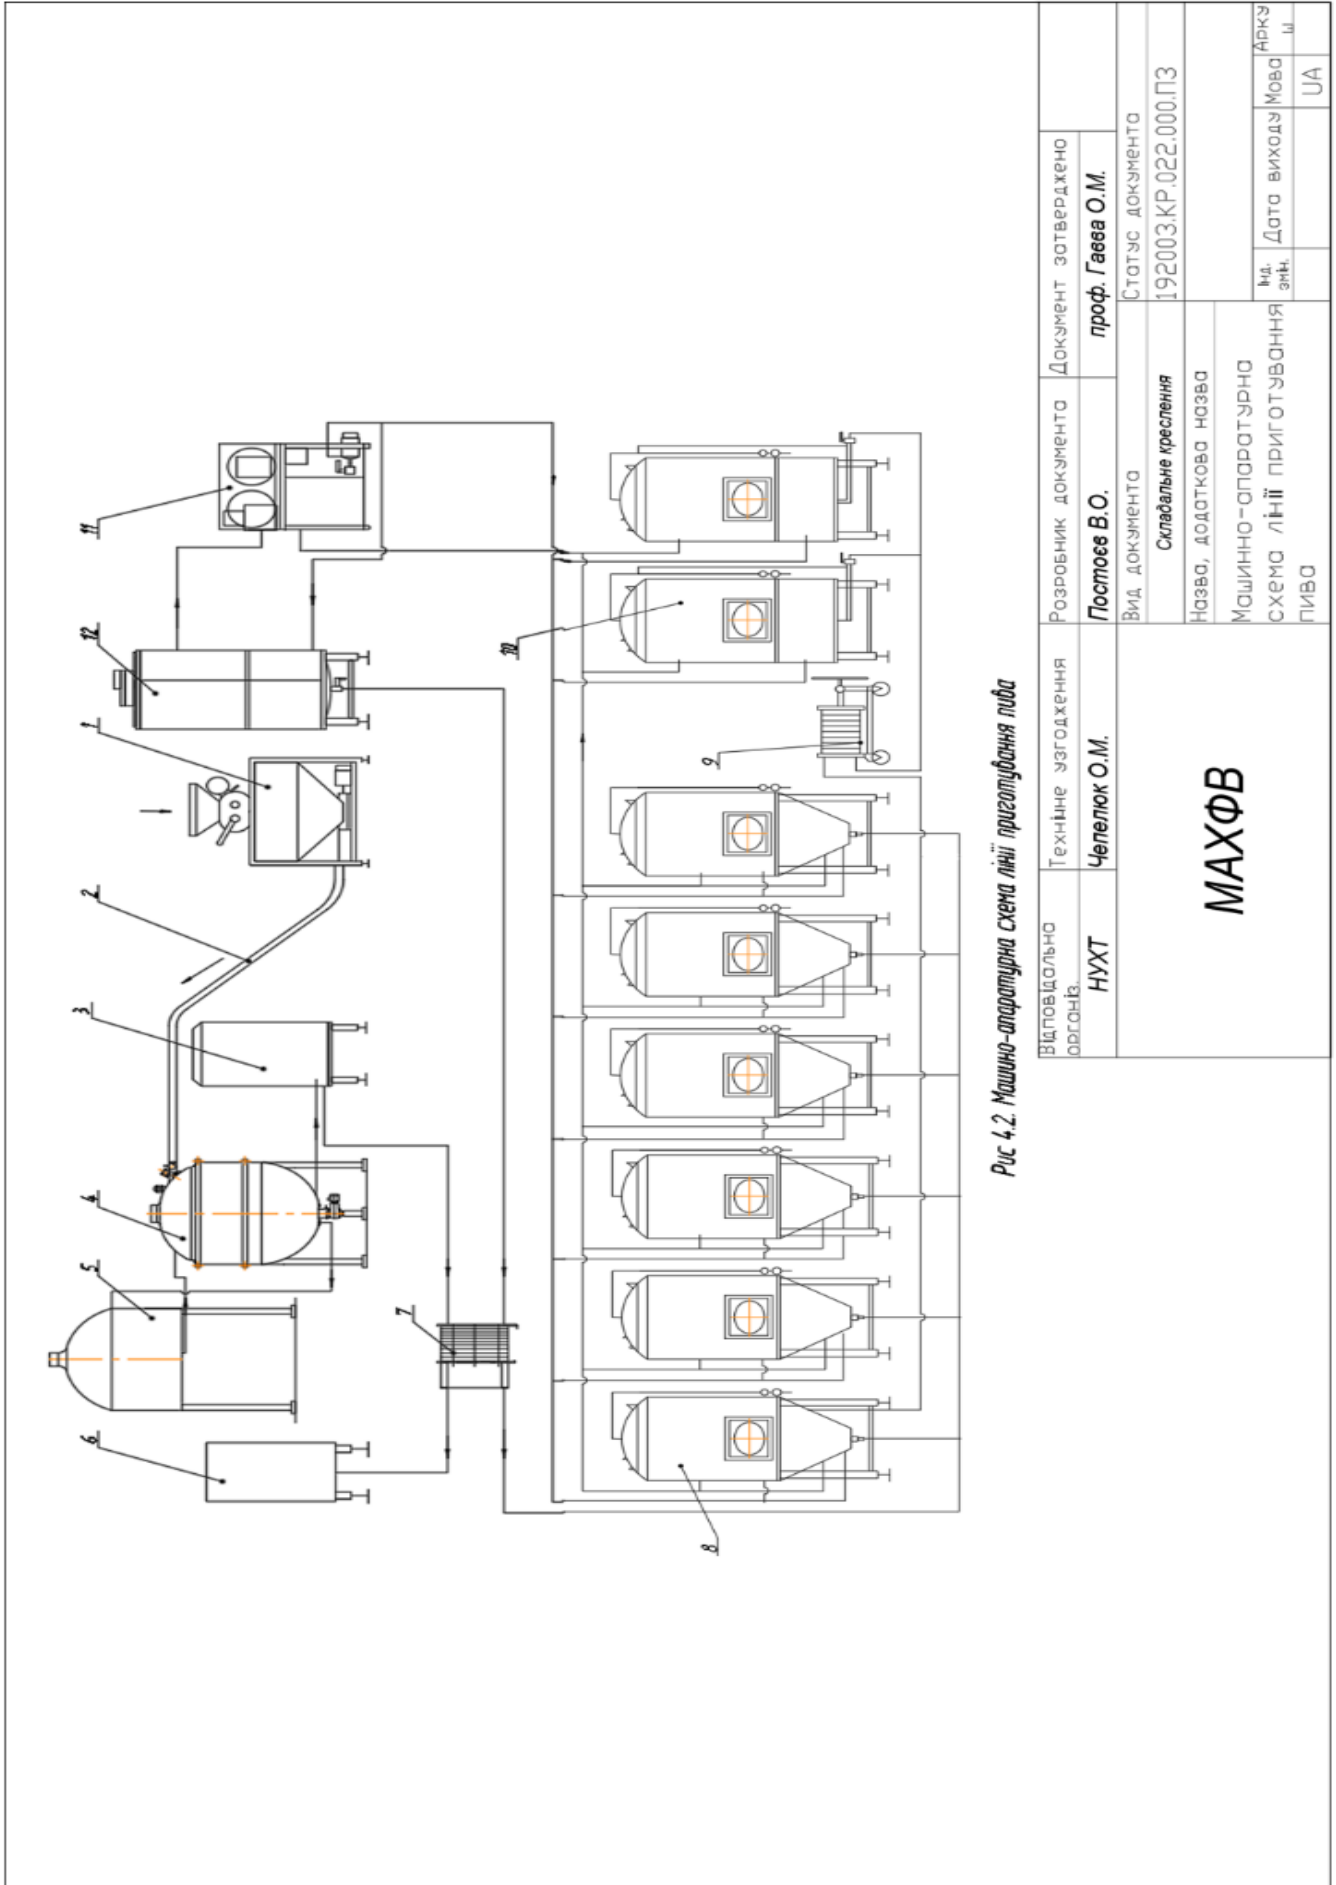 11
12
1
2
3
4
5
6
7
10
9
8
Рис 4.2. Машино-апаратурна схема лінії приготування пива
Відповідальна
організ.
НУХТ
Технінне узгодження
Чепелюк О.М.
Розробник документа
Постоєв В.О.
Документ затверджено
проф. Гавва О.М.
Вид документа
Складальне креслення
Статус документа
192003.КР.022.000.ПЗ
МАХФВ
Назва, додаткова назва
Машинно-апаратурна
схема лінії приготування
пива
Інд.
змін.
Дата виходу
Мова
Арку
ш
UA